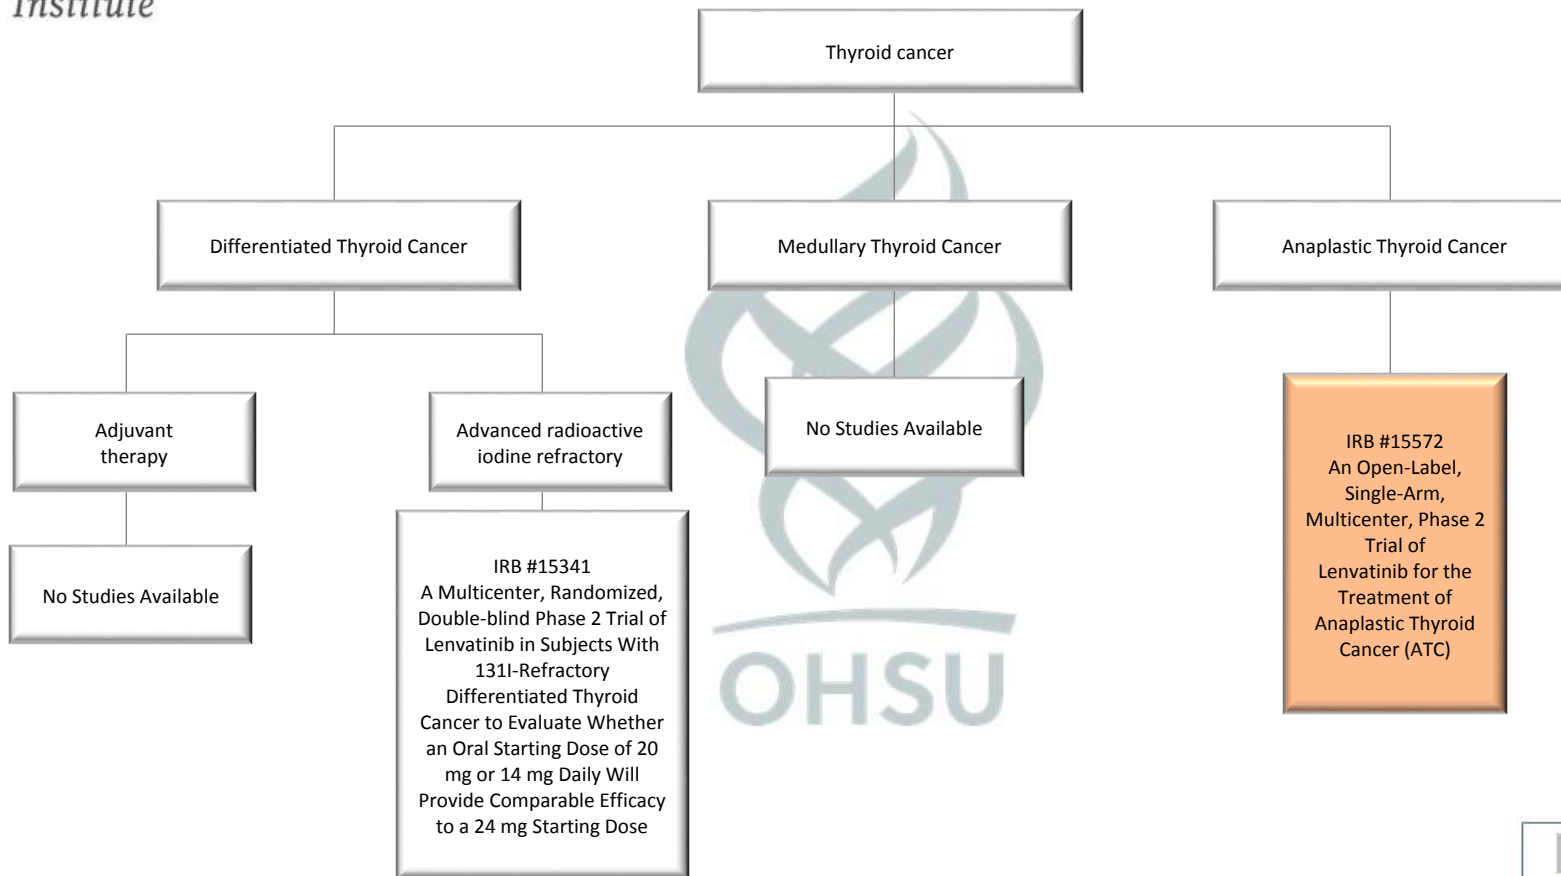 Institute
Thyroid cancer
Differentiated Thyroid Cancer
Medullary Thyroid Cancer
Anaplastic Thyroid Cancer
Adjuvant
therapy
Advanced radioactive
iodine refractory
No Studies Available
No Studies Available
IRB #15341
A Multicenter, Randomized,
Double-blind Phase 2 Trial of
Lenvatinib in Subjects With
131I-Refractory
Differentiated Thyroid
Cancer to Evaluate Whether
an Oral Starting Dose of 20
mg or 14 mg Daily Will
Provide Comparable Efficacy
to a 24 mg Starting Dose
IRB #15572
An Open-Label,
Single-Arm,
Multicenter, Phase 2
Trial of
Lenvatinib for the
Treatment of
Anaplastic Thyroid
Cancer (ATC)
OHSU